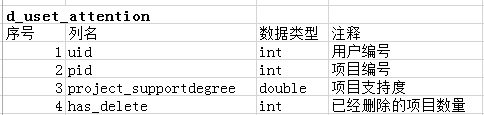 d_uset_attention
序号 列名 数据类型 注释
1 uid int 用户编号
2 pid int 项目编号
3 project_supportdegree double 项目支持度
4 has_delete int 已经删除的项目数量